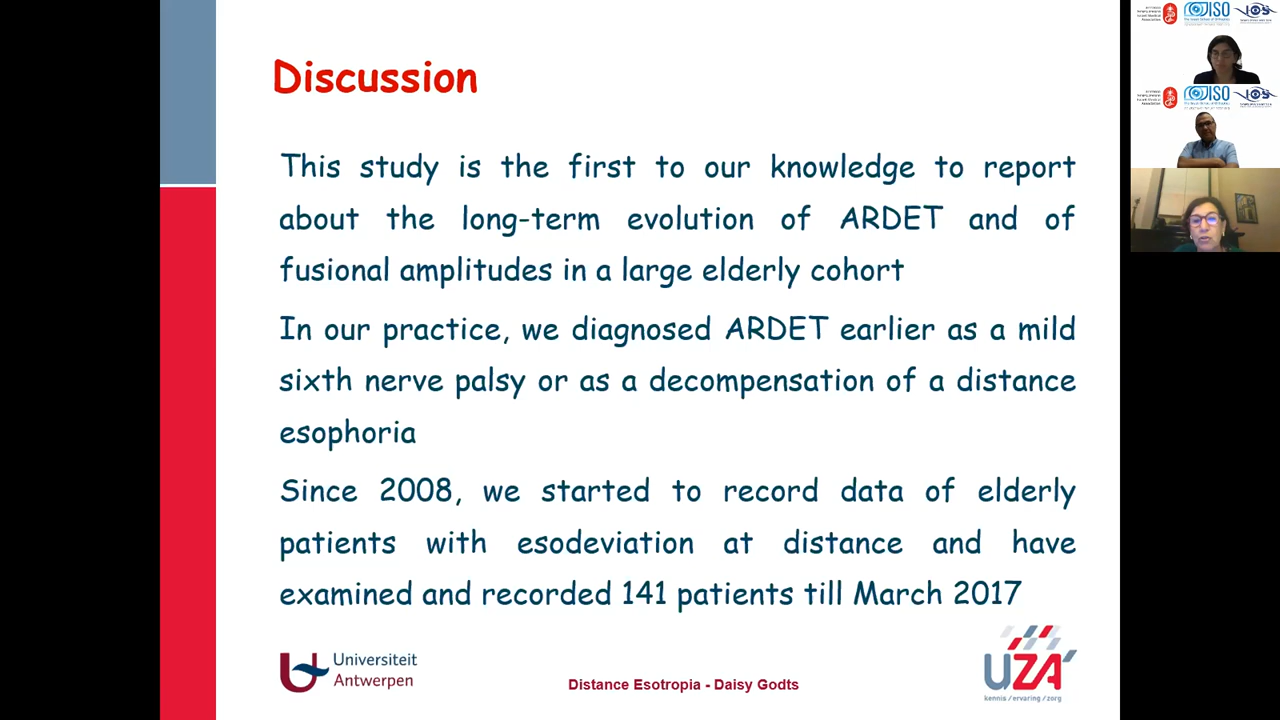 Discussion
This study is the first to our knowledge to report
about the long-term evolution of ARDET and of
fusional amplitudes in a large elderly cohort
In our practice, we diagnosed ARDET earlier as a mild
sixth nerve palsy or as a decompensation of a distance
esophoria
Since 2008, we started to record data of elderly
patients with esodeviation at distance and have
examined and recorded 141 patients till March 2017
Universiteit
Antwerpen
Distance Esotropia - Daisy Godts
UZA
kennis / ervaring / zorg
ISO
IOS
ISO
IOS